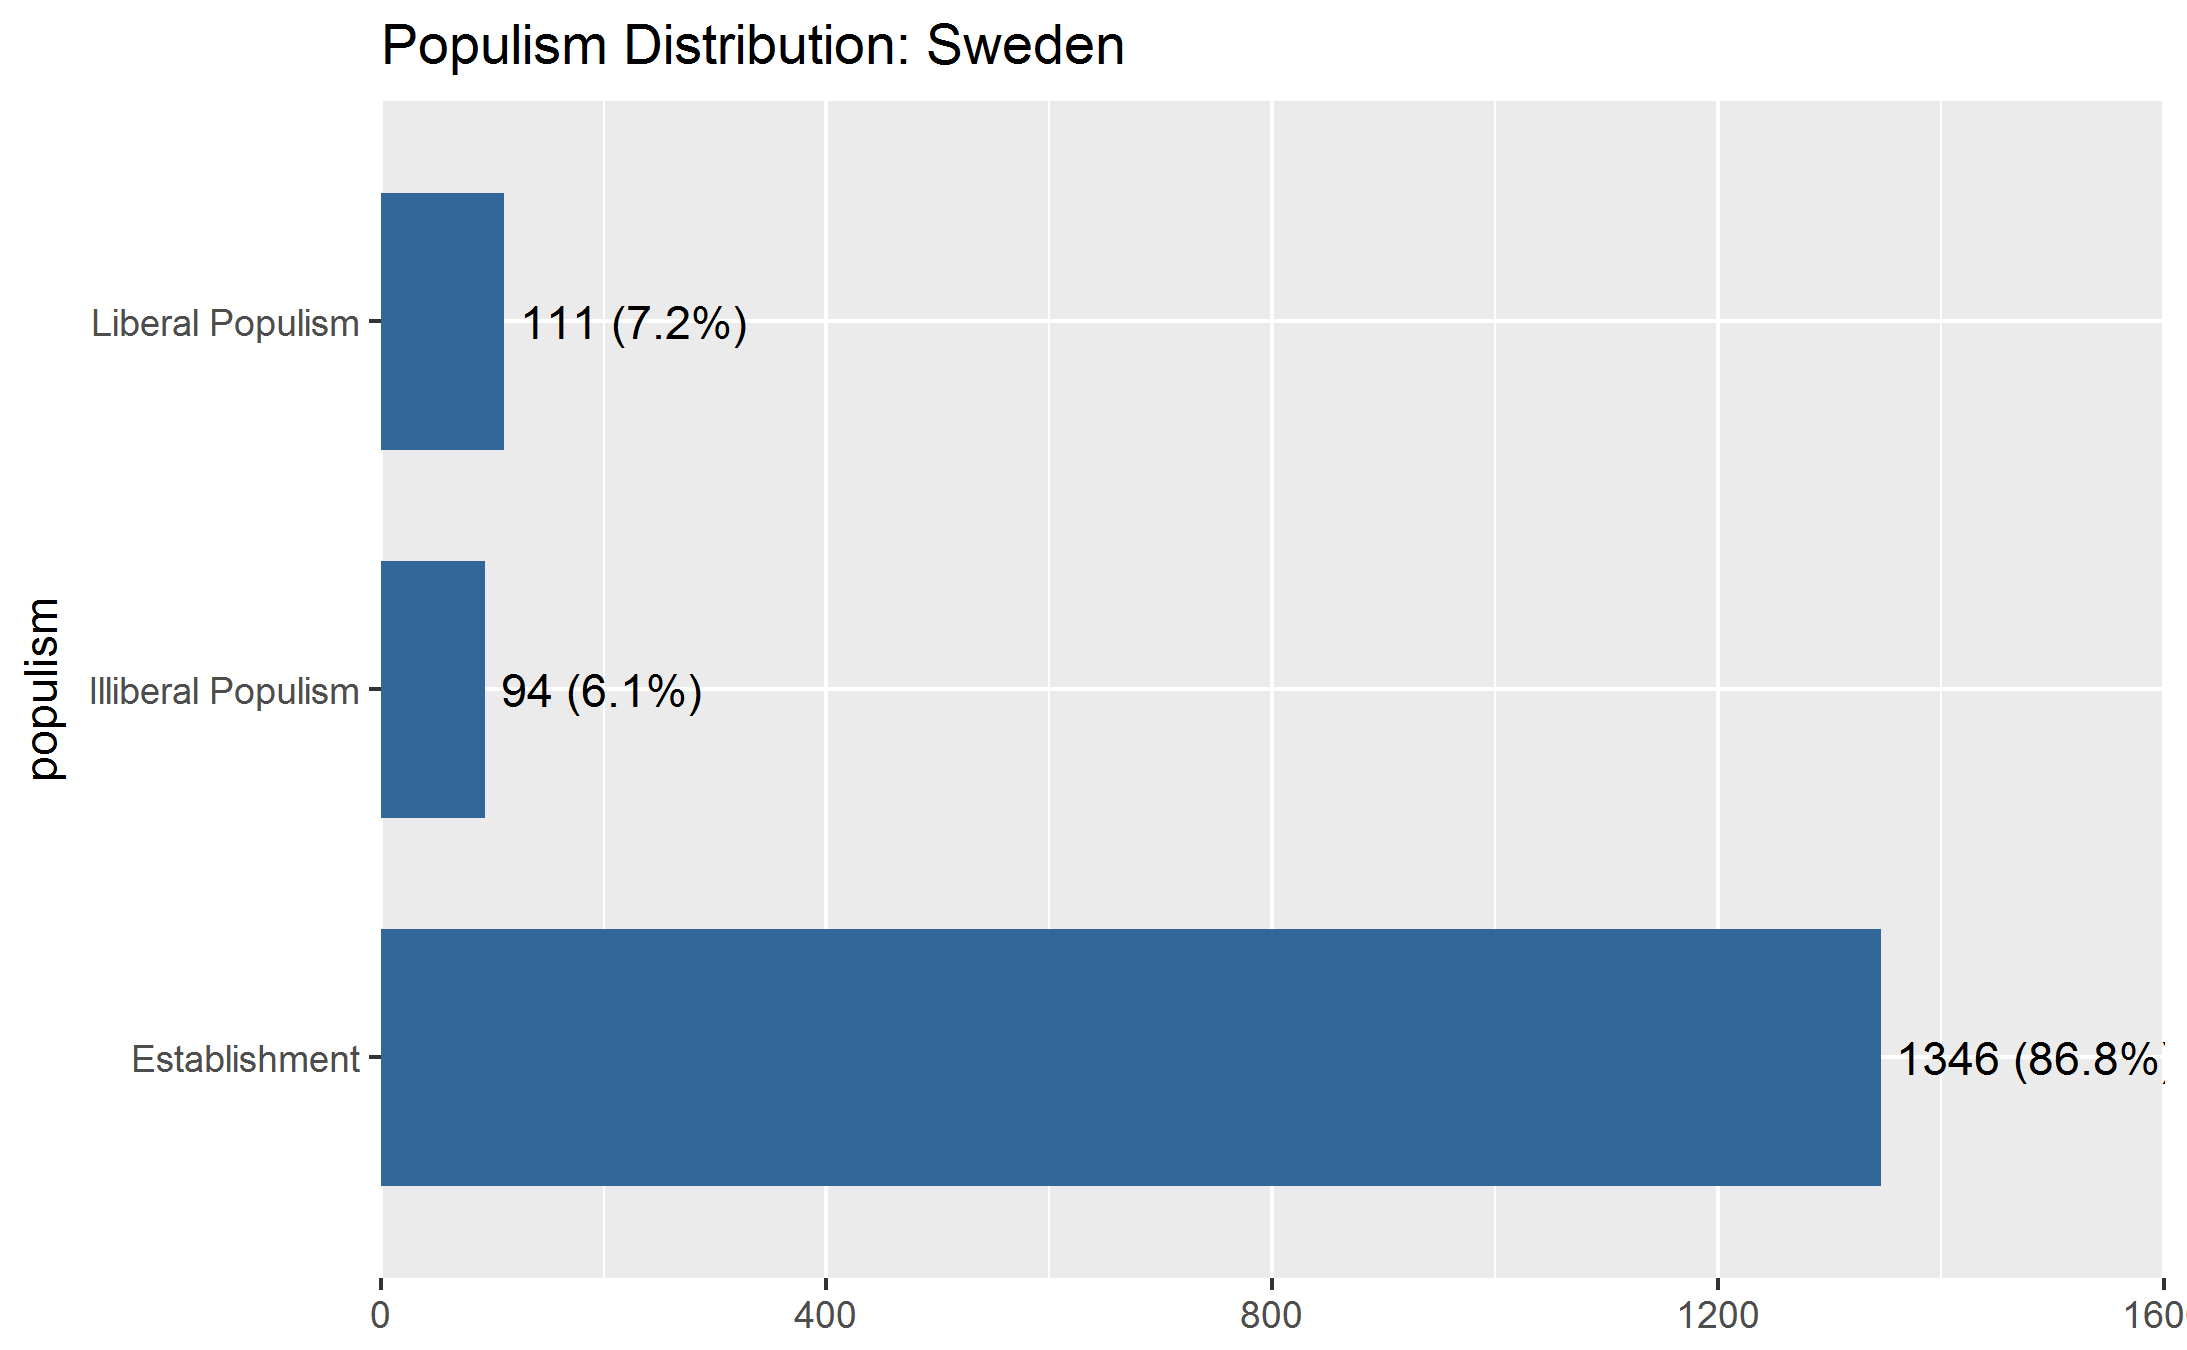 Populism Distribution: Sweden
populism
Liberal Populism
111 (7.2%)
Illiberal Populism
94 (6.1%)
Establishment
1346 (86.8%)
0
400
800
1200
160